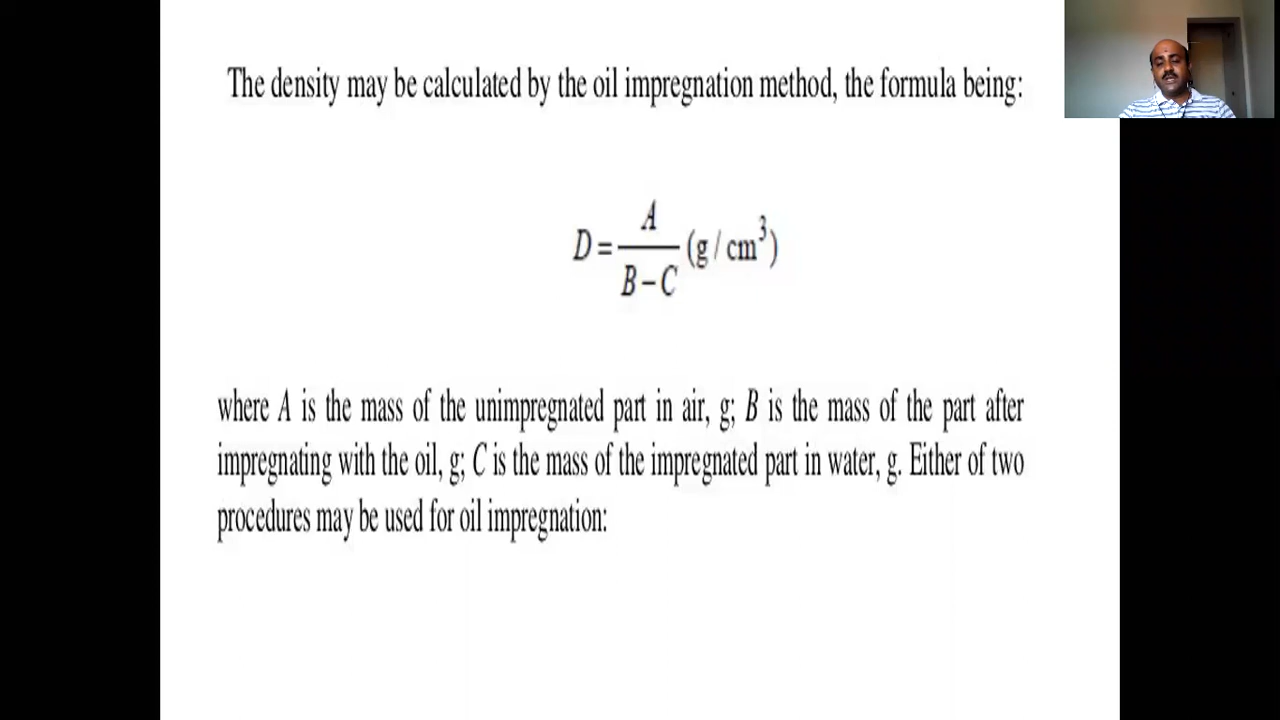 The density may be calculated by the oil impregnation method, the formula being:
D = A / (B – C) (g / cm³)
where A is the mass of the unimpregnated part in air, g; B is the mass of the part after
impregnating with the oil, g; C is the mass of the impregnated part in water, g. Either of two
procedures may be used for oil impregnation: